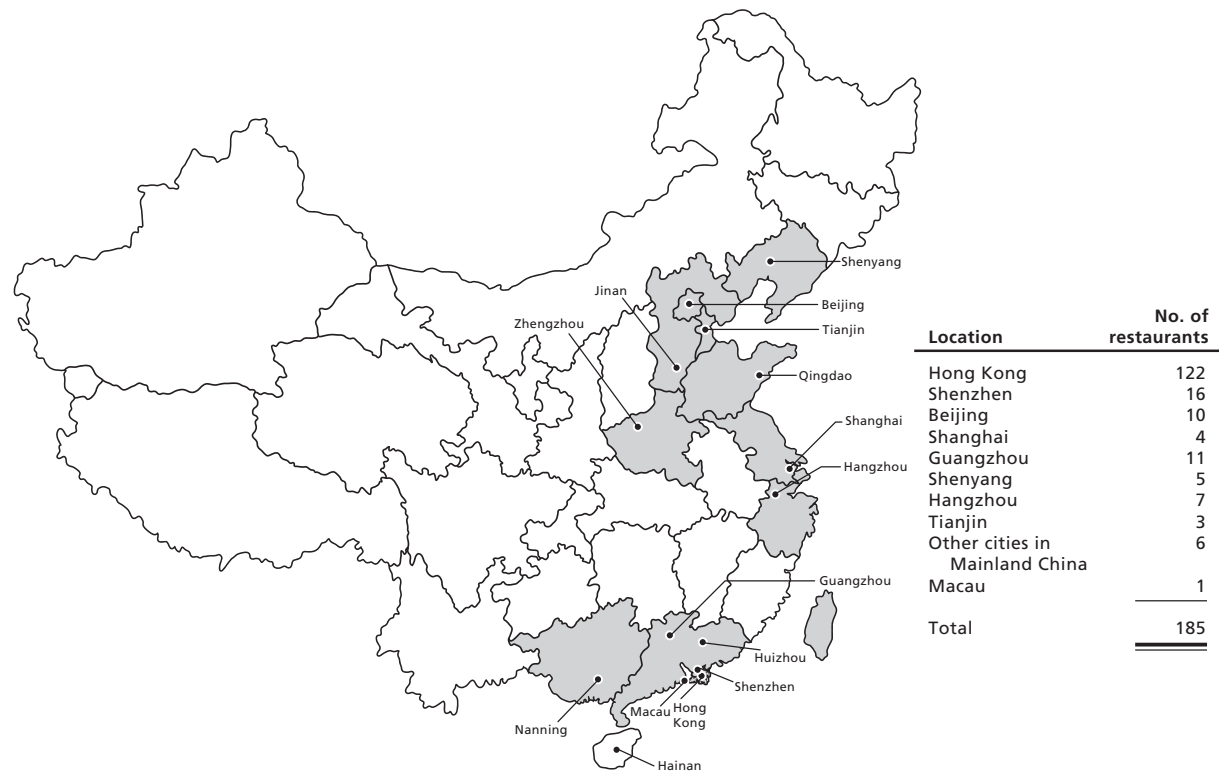 Shenyang
Jinan
Beijing
Zhengzhou
Tianjin
Qingdao
Shanghai
Hangzhou
Guangzhou
Huizhou
Shenzhen
Macau
Hong
Kong
Nanning
Hainan
No. of
Location restaurants
Hong Kong 122
Shenzhen 16
Beijing 10
Shanghai 4
Guangzhou 11
Shenyang 5
Hangzhou 7
Tianjin 3
Other cities in 6
Mainland China
Macau 1
Total 185